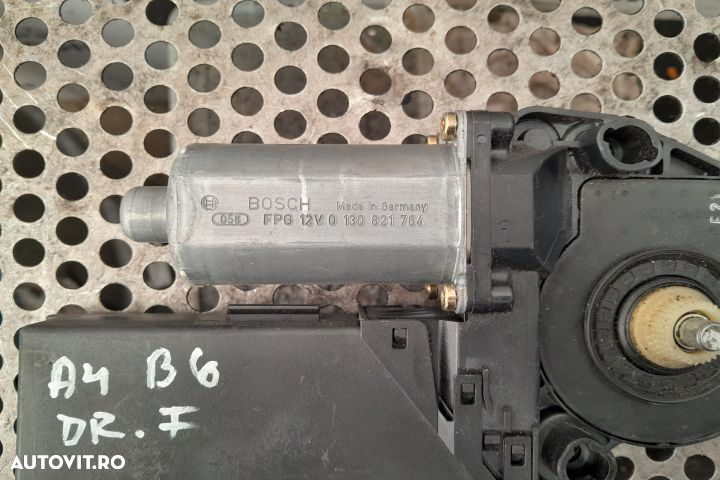 BOSCH Made in Germany
058 FPG 12V 0 130 821 764
A4 B6
DR. F
AUTOVIT.RO